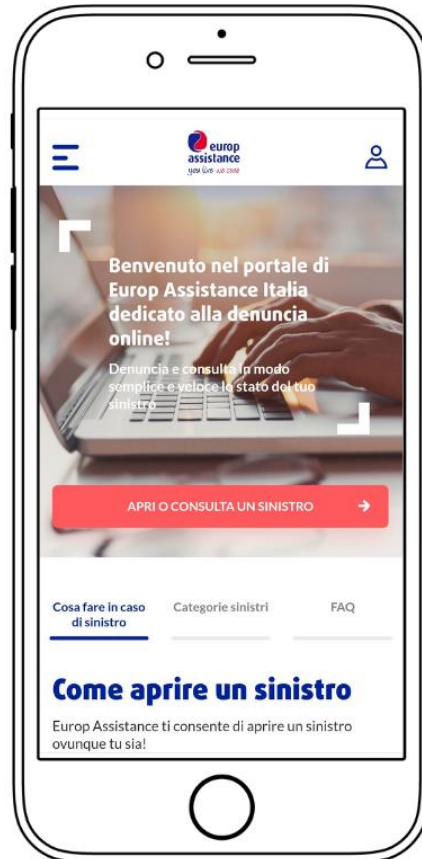 europ
assistance
you live we care
Benvenuto nel portale di
Europ Assistance Italia
dedicato alla denuncia
online!
Denuncia e consulta in modo
semplice e veloce lo stato del tuo
sinistro
APRI O CONSULTA UN SINISTRO
Cosa fare in caso
di sinistro
Categorie sinistri
FAQ
Come aprire un sinistro
Europ Assistance ti consente di aprire un sinistro
ovunque tu sia!